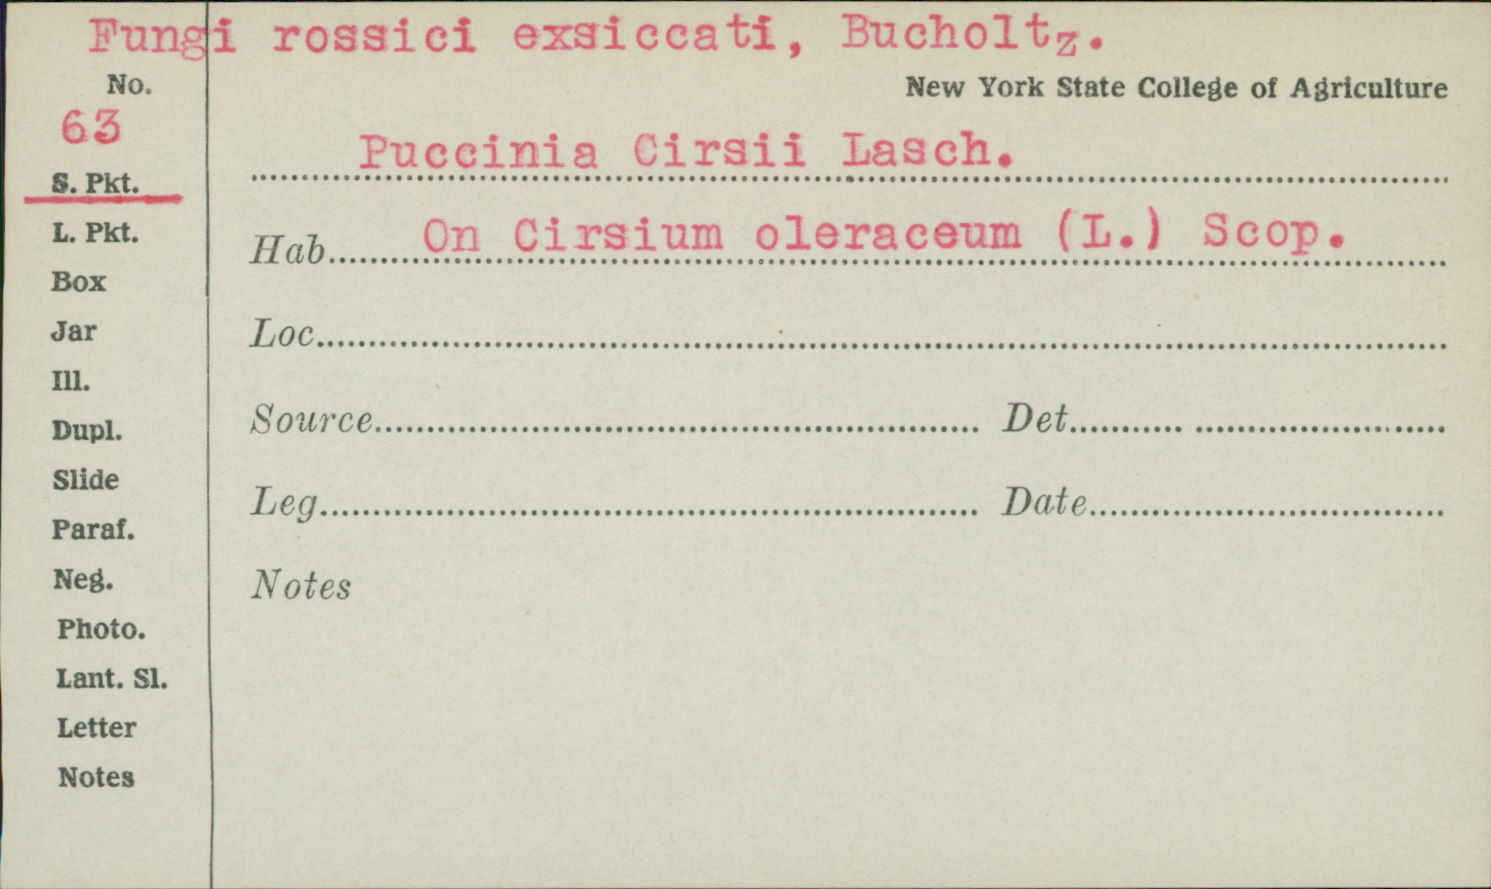 Fungi rossici exsiccati, Bucholtz.
No.
New York State College of Agriculture
63
Puccinia Cirsii Lasch.
S. Pkt.
L. Pkt.
Hab. On Cirsium oleraceum (L.) Scop.
Box
Jar
Loc.
Ill.
Dupl.
Source Det.
Slide
Leg. Date
Paraf.
Neg.
Notes
Photo.
Lant. Sl.
Letter
Notes